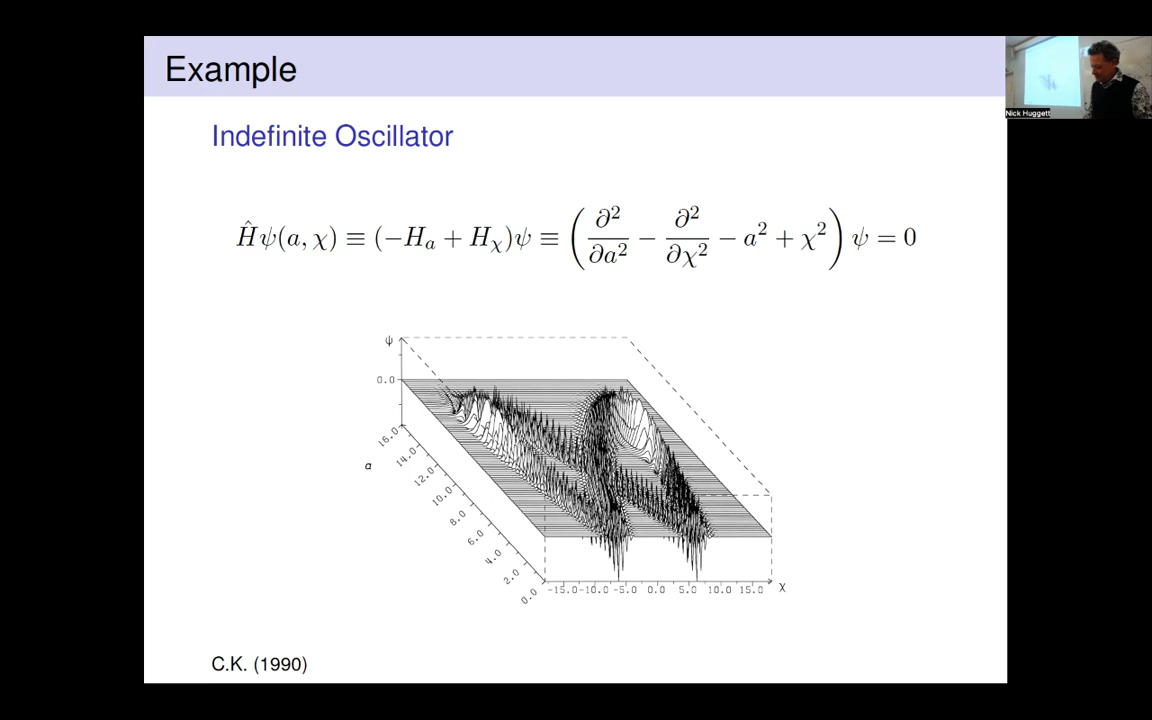 Example
Nick Huggett
Indefinite Oscillator
Ĥψ(a, χ) ≡ (−Hₐ + H_χ)ψ ≡ (∂²/∂a² − ∂²/∂χ² − a² + χ²) ψ = 0
ψ
0.0
16.0
14.0
a
12.0
10.0
8.0
6.0
4.0
2.0
0.0
-15.0 -10.0 -5.0 0.0 5.0 10.0 15.0 χ
C.K. (1990)